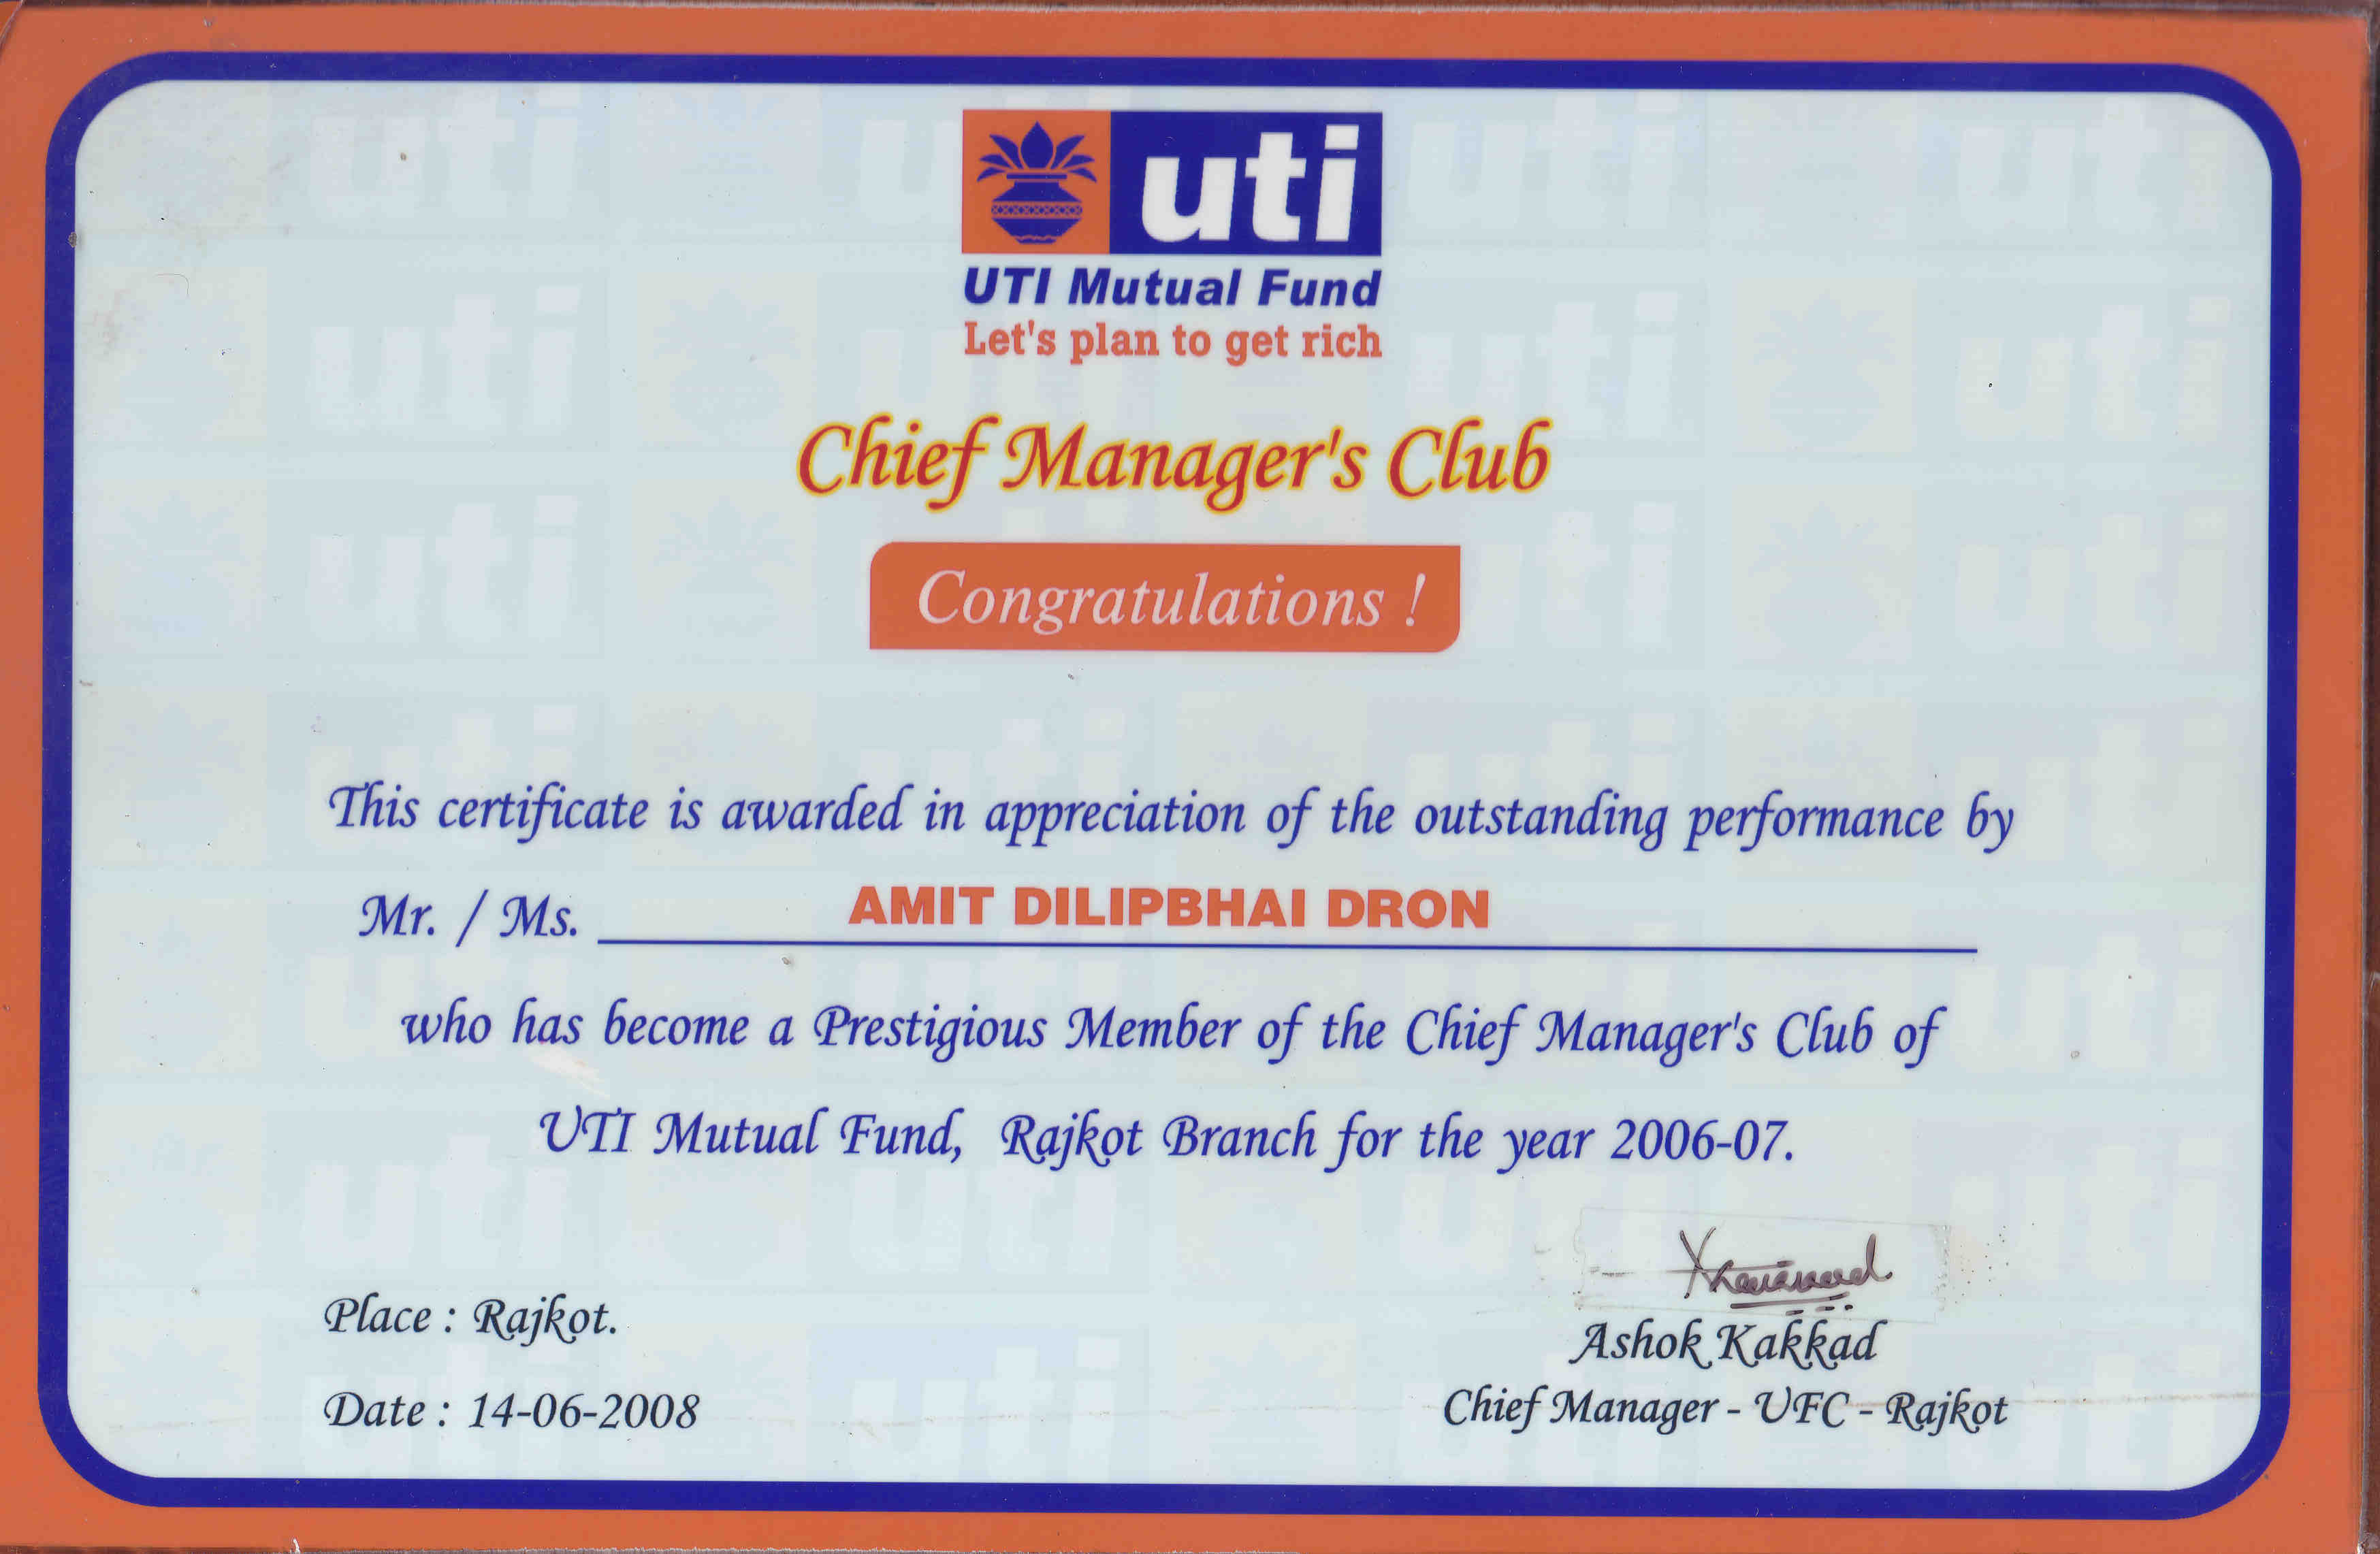 uti
UTI Mutual Fund
Let's plan to get rich
Chief Manager's Club
Congratulations !
This certificate is awarded in appreciation of the outstanding performance by
Mr. / Ms. AMIT DILIPBHAI DRON
who has become a Prestigious Member of the Chief Manager's Club of
UTI Mutual Fund, Rajkot Branch for the year 2006-07.
Place : Rajkot.
Date : 14-06-2008
Ashok Kakkad
Chief Manager - UFC - Rajkot